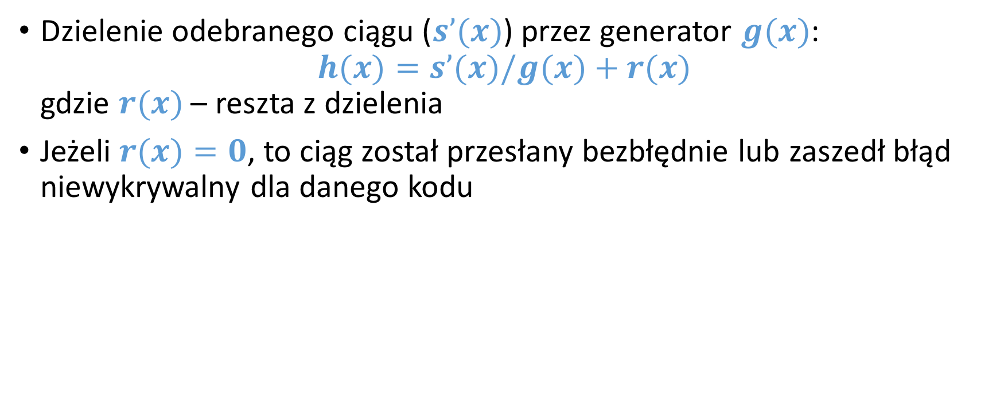 • Dzielenie odebranego ciągu (s’(x)) przez generator g(x):
h(x) = s’(x)/g(x) + r(x)
gdzie r(x) – reszta z dzielenia
• Jeżeli r(x) = 0, to ciąg został przesłany bezbłędnie lub zaszedł błąd
niewykrywalny dla danego kodu